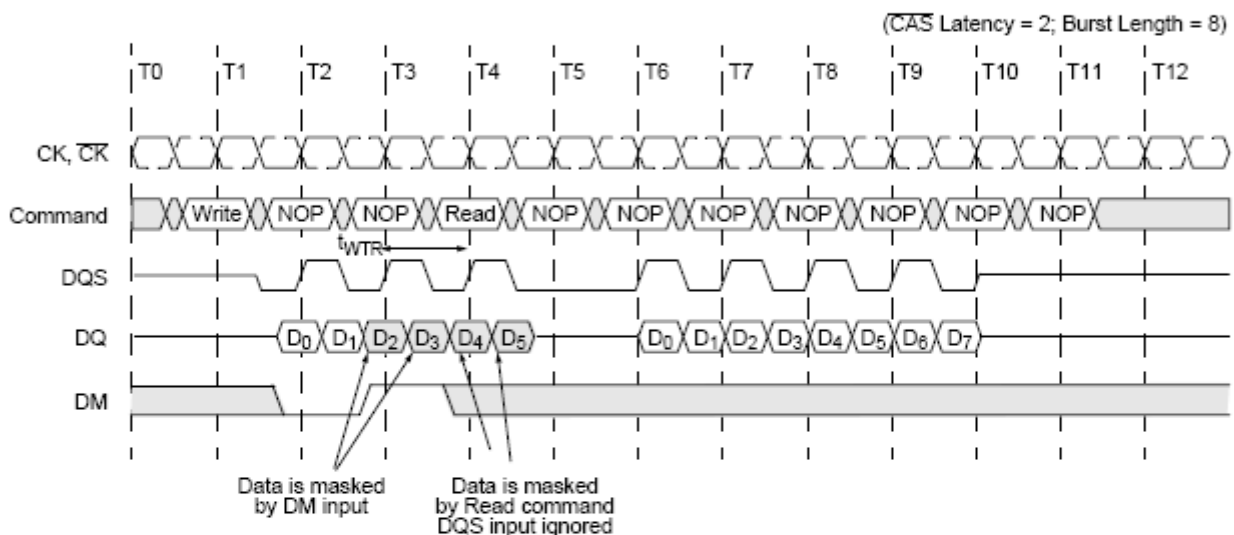 (C̅A̅S̅ Latency = 2; Burst Length = 8)
T0 T1 T2 T3 T4 T5 T6 T7 T8 T9 T10 T11 T12
CK, C̅K̅
Command Write NOP NOP Read NOP NOP NOP NOP NOP NOP NOP
tWTR
DQS
DQ D0 D1 D2 D3 D4 D5 D0 D1 D2 D3 D4 D5 D6 D7
DM
Data is masked
by DM input
Data is masked
by Read command
DQS input ignored